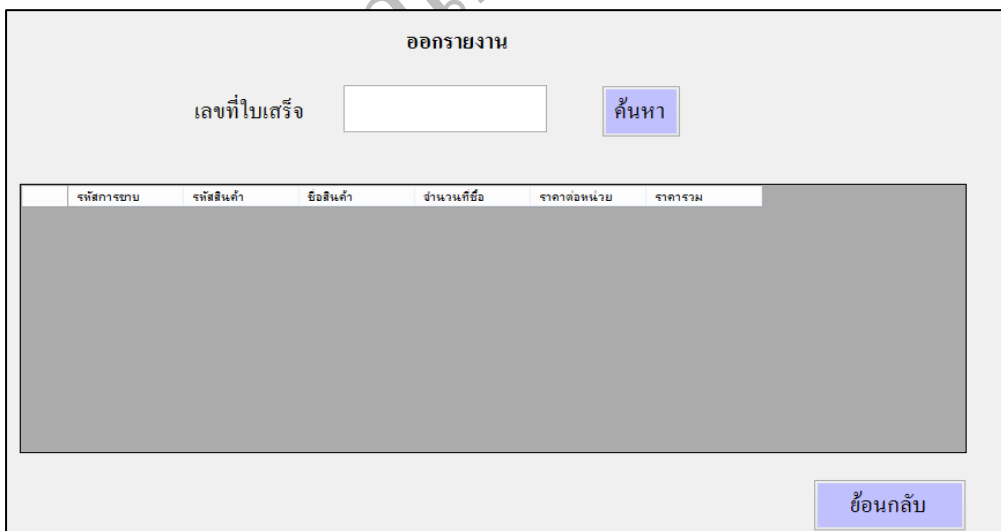 ออกรายงาน
เลขที่ใบเสร็จ ค้นหา
รหัสการขาย รหัสสินค้า ชื่อสินค้า จำนวนที่ซื้อ ราคาต่อหน่วย ราคารวม
ย้อนกลับ